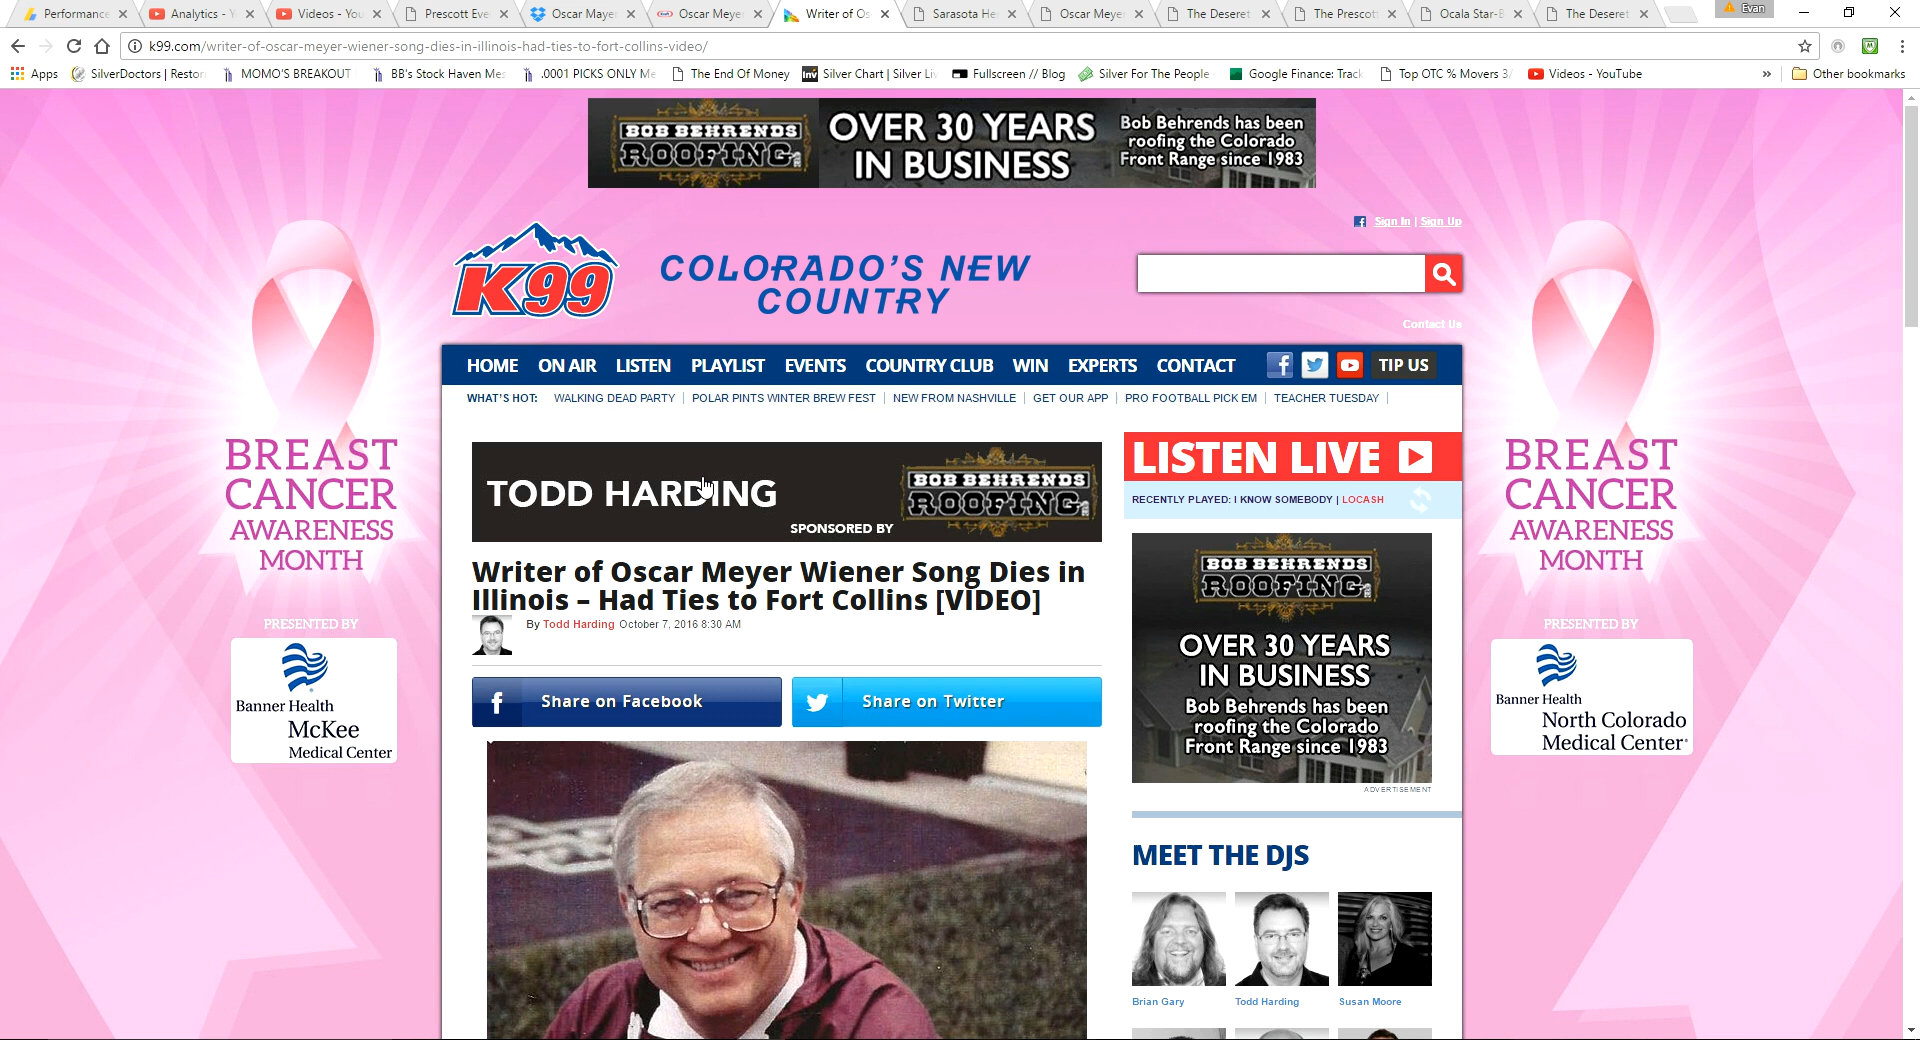 Performance
Analytics - Y
Videos - You
Prescott Eve
Oscar Mayer
Oscar Meyer
Writer of Os
Sarasota He
Oscar Meyer
The Deseret
The Prescott
Ocala Star-B
The Deseret
Evan
k99.com/writer-of-oscar-meyer-wiener-song-dies-in-illinois-had-ties-to-fort-collins-video/
Apps
SilverDoctors | Restor
MOMO'S BREAKOUT
BB's Stock Haven Mes
.0001 PICKS ONLY Me
The End Of Money
Silver Chart | Silver Liv
Fullscreen // Blog
Silver For The People
Google Finance: Track
Top OTC % Movers 3/
Videos - YouTube
»
Other bookmarks
BOB BEHRENDS
ROOFING
OVER 30 YEARS
IN BUSINESS
Bob Behrends has been
roofing the Colorado
Front Range since 1983
Sign In | Sign Up
K99
COLORADO'S NEW
COUNTRY
Contact Us
HOME ON AIR LISTEN PLAYLIST EVENTS COUNTRY CLUB WIN EXPERTS CONTACT TIP US
WHAT'S HOT: WALKING DEAD PARTY | POLAR PINTS WINTER BREW FEST | NEW FROM NASHVILLE | GET OUR APP | PRO FOOTBALL PICK EM | TEACHER TUESDAY |
BREAST
CANCER
AWARENESS
MONTH
PRESENTED BY
Banner Health
McKee
Medical Center
TODD HARDING
SPONSORED BY
BOB BEHRENDS
ROOFING
Writer of Oscar Meyer Wiener Song Dies in
Illinois – Had Ties to Fort Collins [VIDEO]
By Todd Harding October 7, 2016 8:30 AM
Share on Facebook
Share on Twitter
LISTEN LIVE
RECENTLY PLAYED: I KNOW SOMEBODY | LOCASH
BOB BEHRENDS
ROOFING
OVER 30 YEARS
IN BUSINESS
Bob Behrends has been
roofing the Colorado
Front Range since 1983
ADVERTISEMENT
MEET THE DJS
Brian Gary
Todd Harding
Susan Moore
BREAST
CANCER
AWARENESS
MONTH
PRESENTED BY
Banner Health
North Colorado
Medical Center